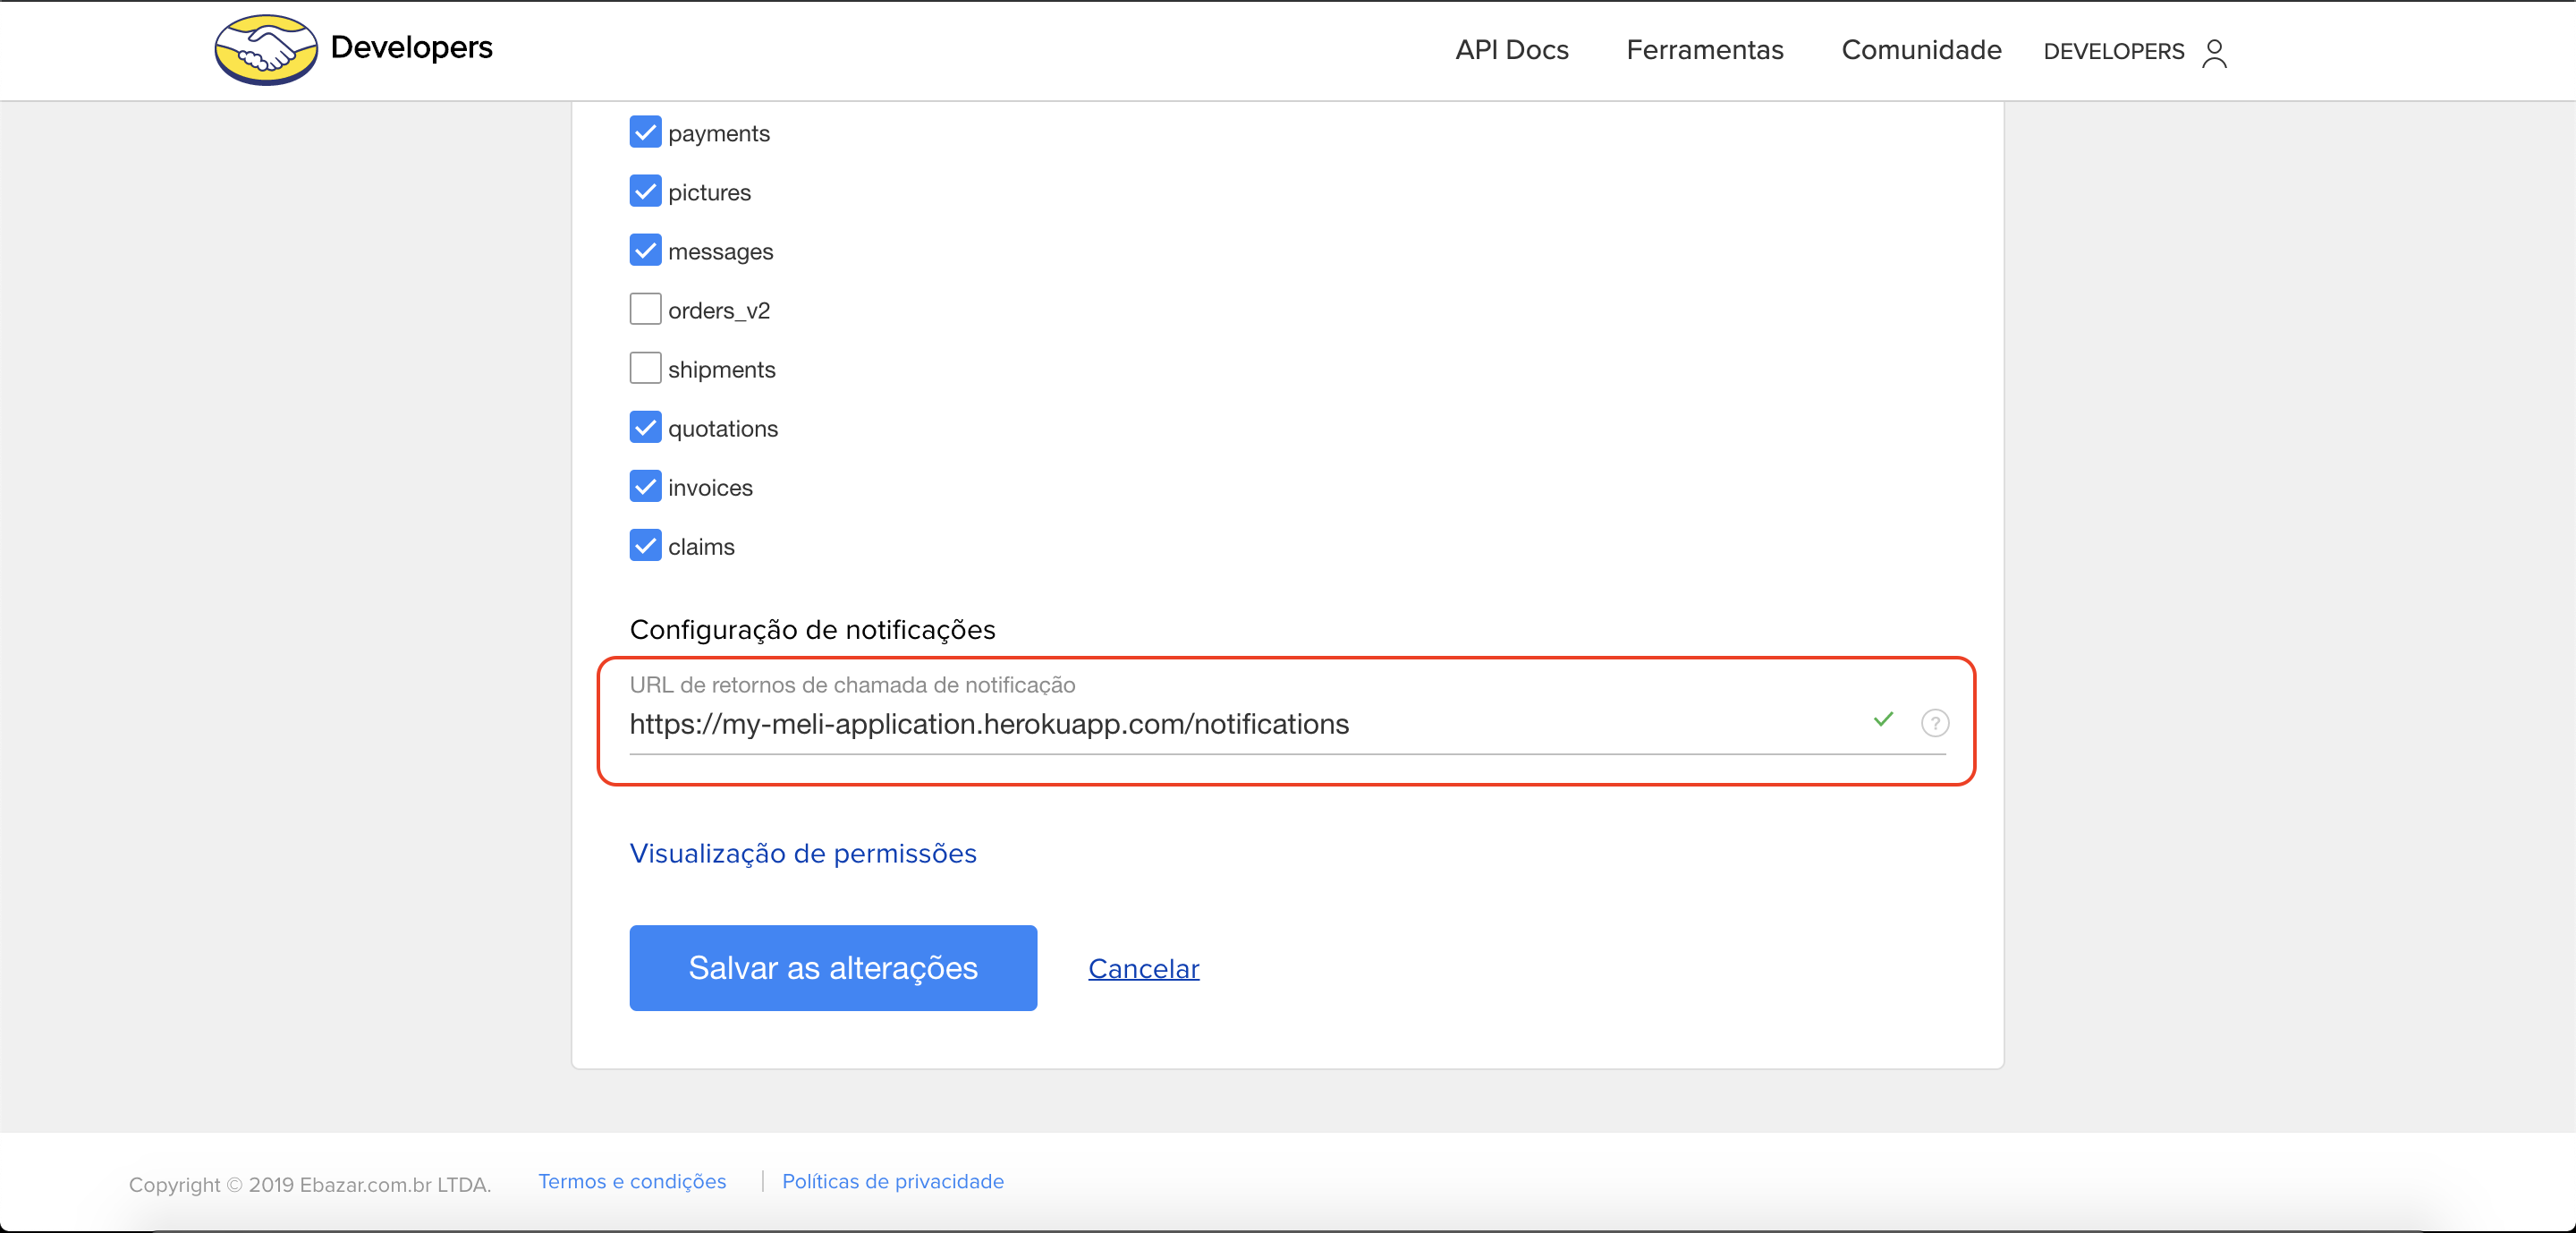 Developers
API Docs
Ferramentas
Comunidade
DEVELOPERS
payments
pictures
messages
orders_v2
shipments
quotations
invoices
claims
Configuração de notificações
URL de retornos de chamada de notificação
https://my-meli-application.herokuapp.com/notifications
?
Visualização de permissões
Salvar as alterações
Cancelar
Copyright © 2019 Ebazar.com.br LTDA.
Termos e condições
Políticas de privacidade